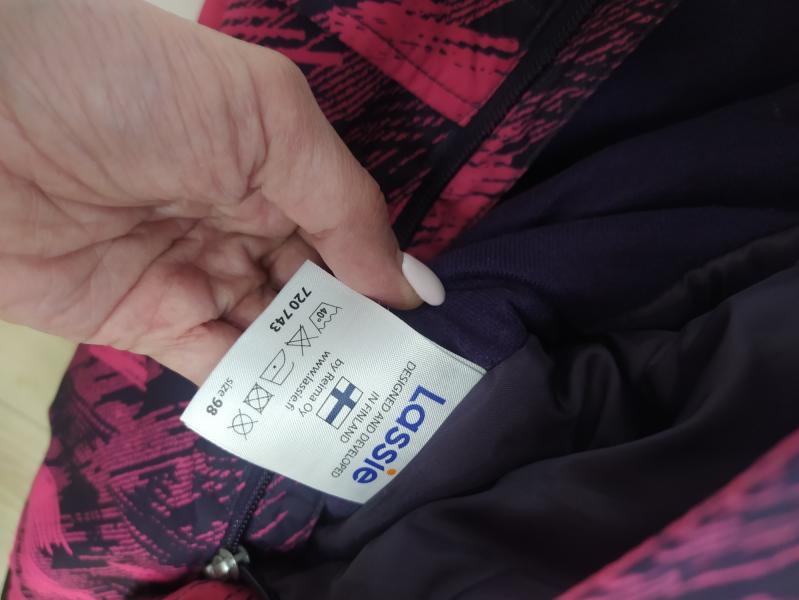 Lassie
DESIGNED AND DEVELOPED
IN FINLAND
by Reima Oy
www.lassie.fi
40°
720743
size 98